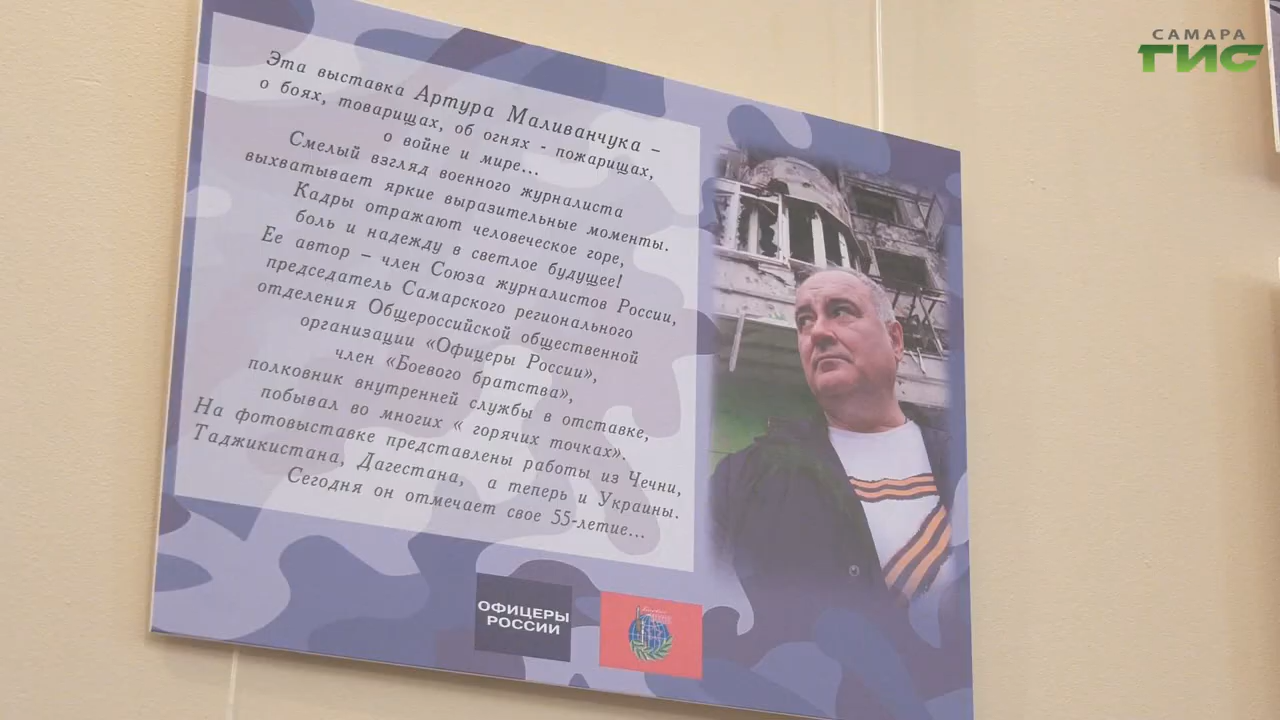 САМАРА
ГИС
Эта выставка Артура Маливанчука –
о боях, товарищах, об огнях - пожарищах,
о войне и мире...
Смелый взгляд военного журналиста
выхватывает яркие выразительные моменты.
Кадры отражают человеческое горе,
боль и надежду в светлое будущее!
Ее автор – член Союза журналистов России,
председатель Самарского регионального
отделения Общероссийской общественной
организации «Офицеры России»,
член «Боевого братства»,
полковник внутренней службы в отставке,
побывал во многих « горячих точках».
На фотовыставке представлены работы из Чечни,
Таджикистана, Дагестана, а теперь и Украины.
Сегодня он отмечает свое 55-летие...
ОФИЦЕРЫ
РОССИИ